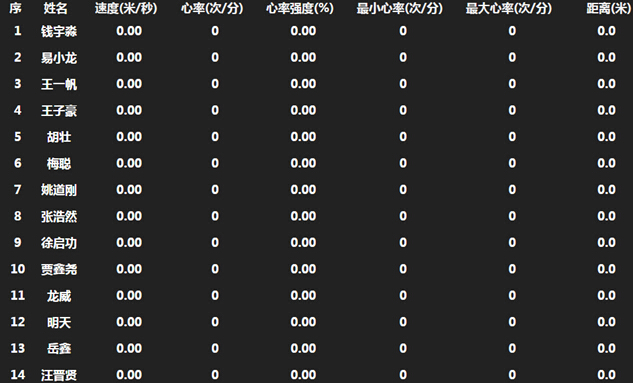 序 姓名 速度(米/秒) 心率(次/分) 心率强度(%) 最小心率(次/分) 最大心率(次/分) 距离(米)
1 钱宇淼 0.00 0 0.00 0 0 0.0
2 易小龙 0.00 0 0.00 0 0 0.0
3 王一帆 0.00 0 0.00 0 0 0.0
4 王子豪 0.00 0 0.00 0 0 0.0
5 胡壮 0.00 0 0.00 0 0 0.0
6 梅聪 0.00 0 0.00 0 0 0.0
7 姚道刚 0.00 0 0.00 0 0 0.0
8 张浩然 0.00 0 0.00 0 0 0.0
9 徐启功 0.00 0 0.00 0 0 0.0
10 贾鑫尧 0.00 0 0.00 0 0 0.0
11 龙威 0.00 0 0.00 0 0 0.0
12 明天 0.00 0 0.00 0 0 0.0
13 岳鑫 0.00 0 0.00 0 0 0.0
14 汪晋贤 0.00 0 0.00 0 0 0.0